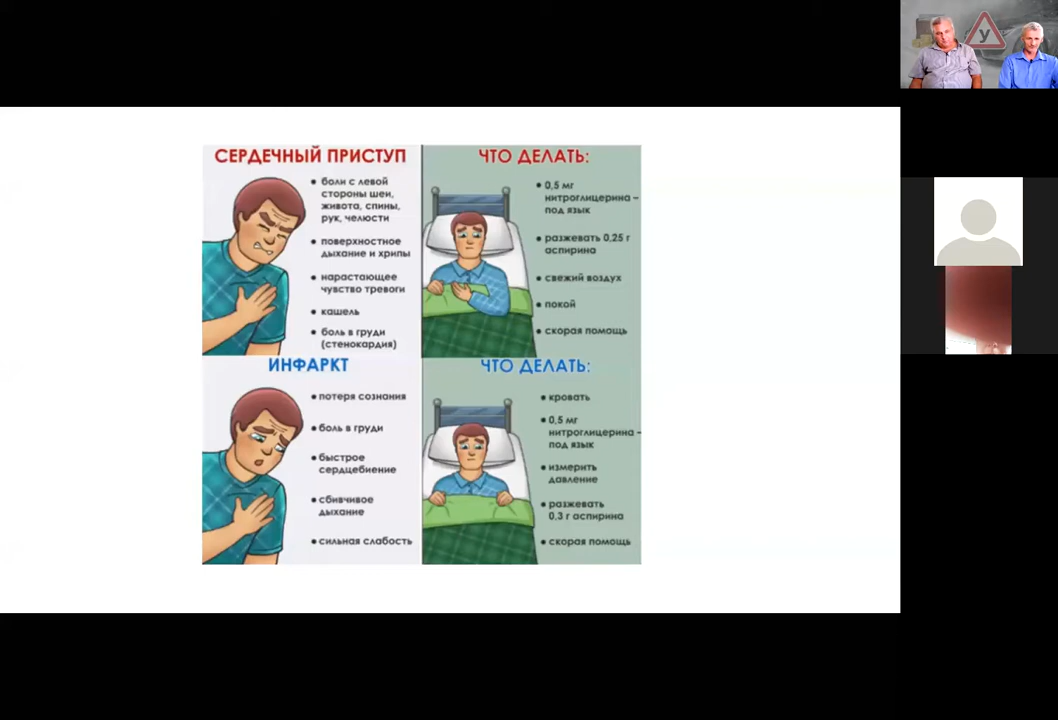 СЕРДЕЧНЫЙ ПРИСТУП
• боли с левой
стороны шеи,
живота, спины,
рук, челюсти
• поверхностное
дыхание и хрипы
• нарастающее
чувство тревоги
• кашель
• боль в груди
(стенокардия)
ЧТО ДЕЛАТЬ:
• 0,5 мг
нитроглицерина –
под язык
• разжевать 0,25 г
аспирина
• свежий воздух
• покой
• скорая помощь
ИНФАРКТ
• потеря сознания
• боль в груди
• быстрое
сердцебиение
• сбивчивое
дыхание
• сильная слабость
ЧТО ДЕЛАТЬ:
• кровать
• 0,5 мг
нитроглицерина –
под язык
• измерить
давление
• разжевать
0,3 г аспирина
• скорая помощь
У